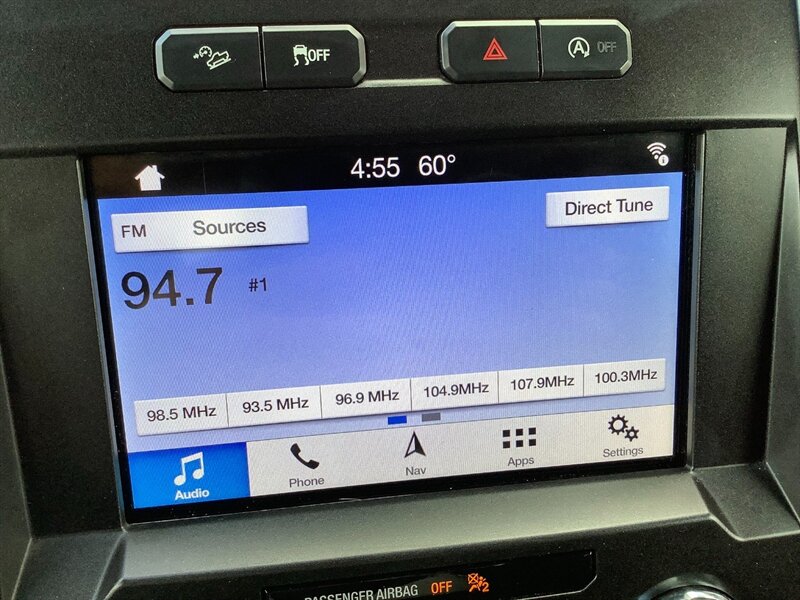 OFF
A OFF
4:55 60°
FM Sources
Direct Tune
94.7 #1
98.5 MHz 93.5 MHz 96.9 MHz 104.9MHz 107.9MHz 100.3MHz
Audio Phone Nav Apps Settings
PASSENGER AIRBAG OFF 2